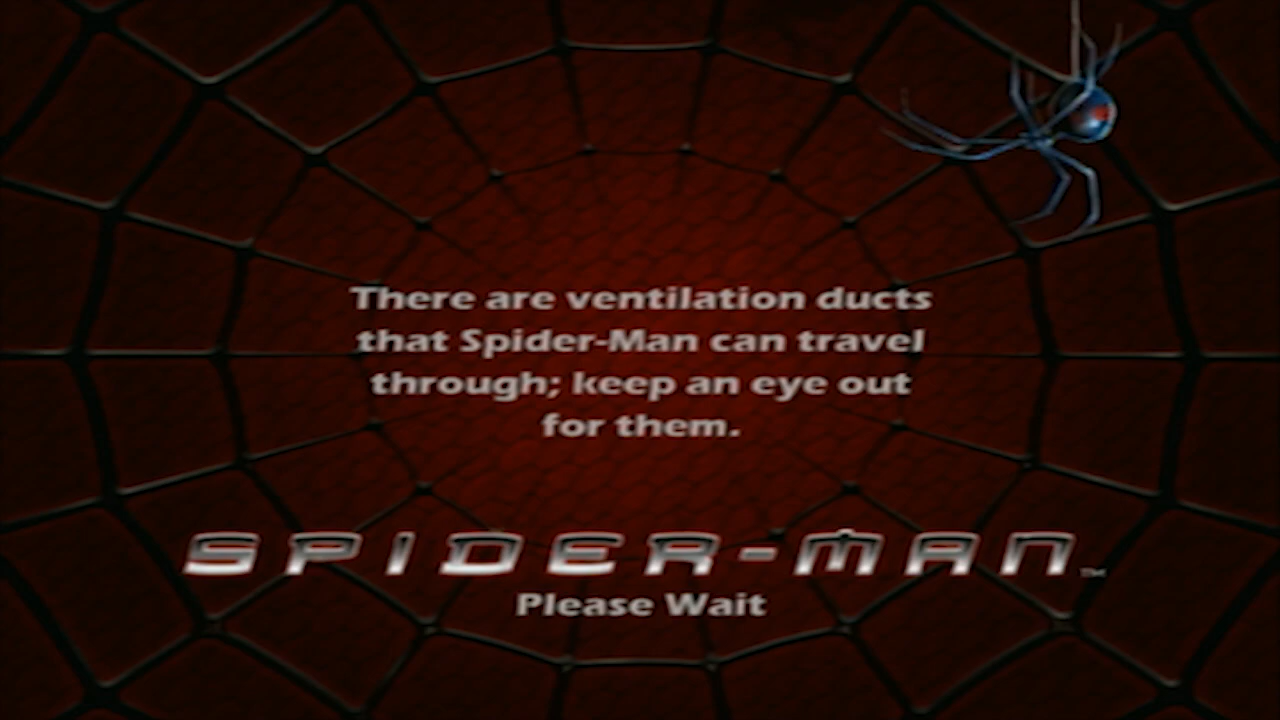 There are ventilation ducts
that Spider-Man can travel
through; keep an eye out
for them.
SPIDER-MAN™
Please Wait